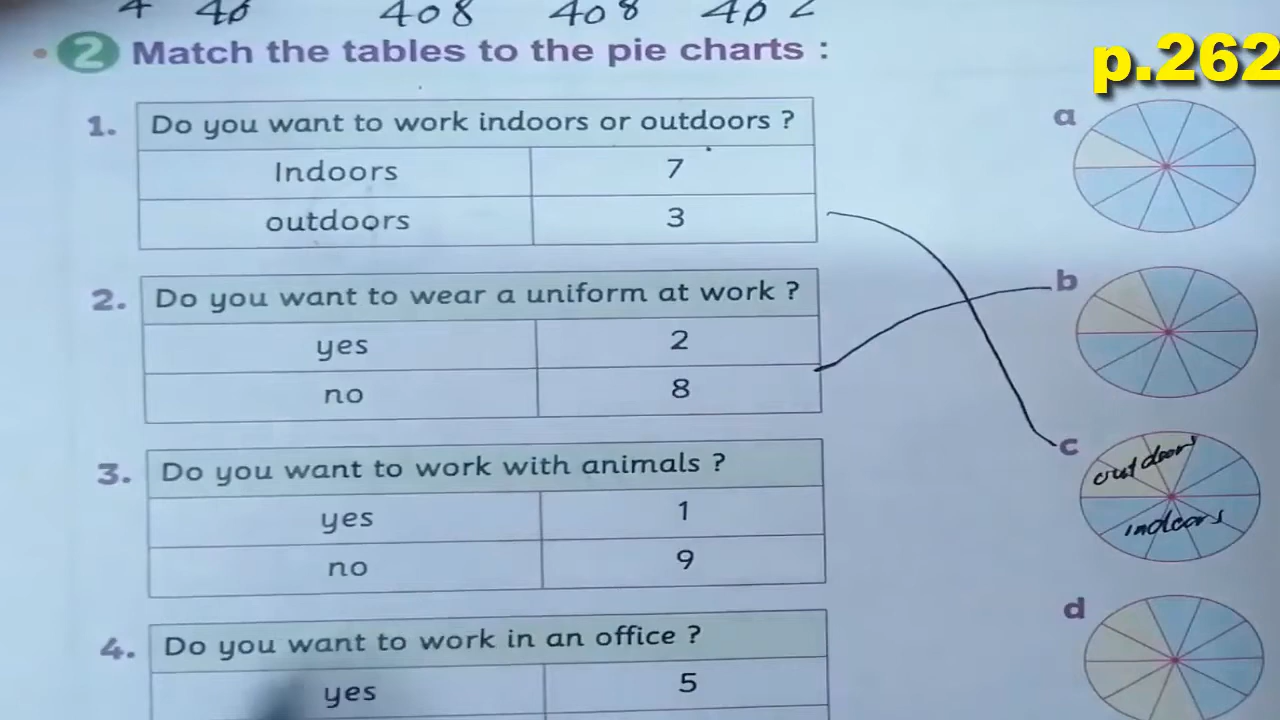 408 408
2 Match the tables to the pie charts :
p.262
1. Do you want to work indoors or outdoors ?
Indoors 7
outdoors 3
2. Do you want to wear a uniform at work ?
yes 2
no 8
3. Do you want to work with animals ?
yes 1
no 9
4. Do you want to work in an office ?
yes 5
a
b
c
outdoors
indoors
d